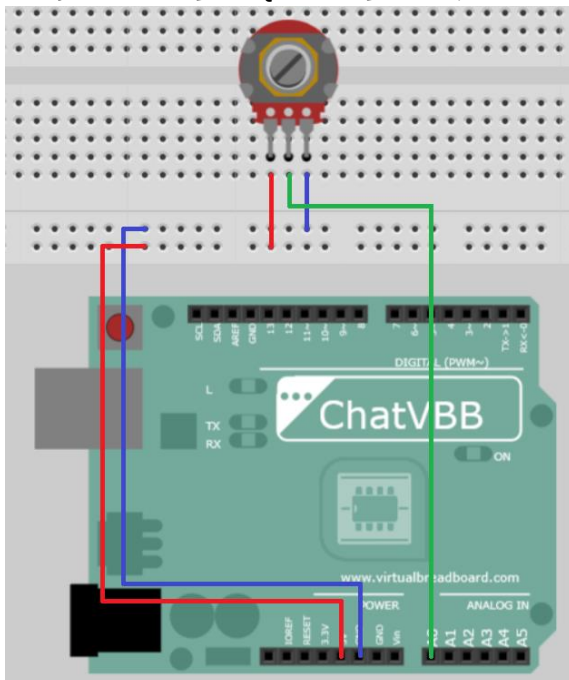 SCL
SDA
AREF
GND
13
12
11~
10~
9~
8
7
6~
4
3~
2
TX->1
RX<-0
DIGITAL (PWM~)
L
ChatVBB
TX
RX
ON
www.virtualbreadboard.com
POWER
ANALOG IN
IOREF
RESET
3.3V
GND
Vin
A0
A1
A2
A3
A4
A5